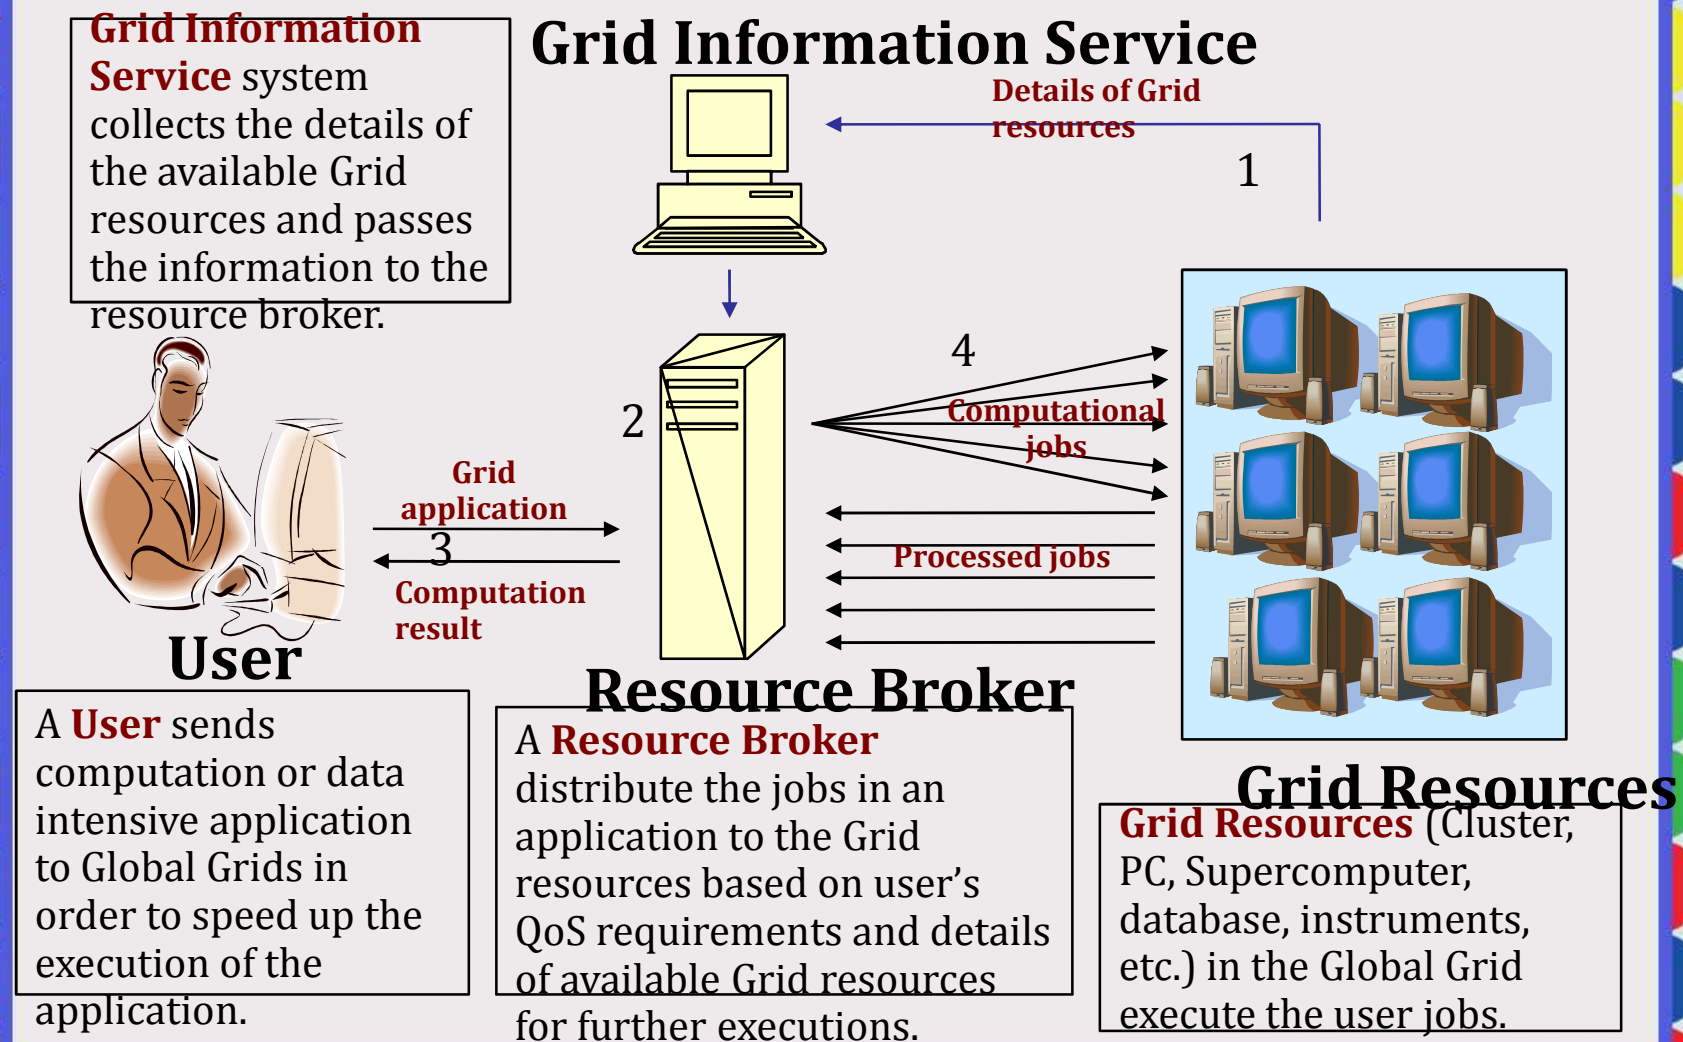 Grid Information
Service system
collects the details of
the available Grid
resources and passes
the information to the
resource broker.
Grid Information Service
Details of Grid
resources
1
4
2
Computational
jobs
Grid
application
3
Computation
result
Processed jobs
User
Resource Broker
Grid Resources
A User sends
computation or data
intensive application
to Global Grids in
order to speed up the
execution of the
application.
A Resource Broker
distribute the jobs in an
application to the Grid
resources based on user’s
QoS requirements and details
of available Grid resources
for further executions.
Grid Resources (Cluster,
PC, Supercomputer,
database, instruments,
etc.) in the Global Grid
execute the user jobs.